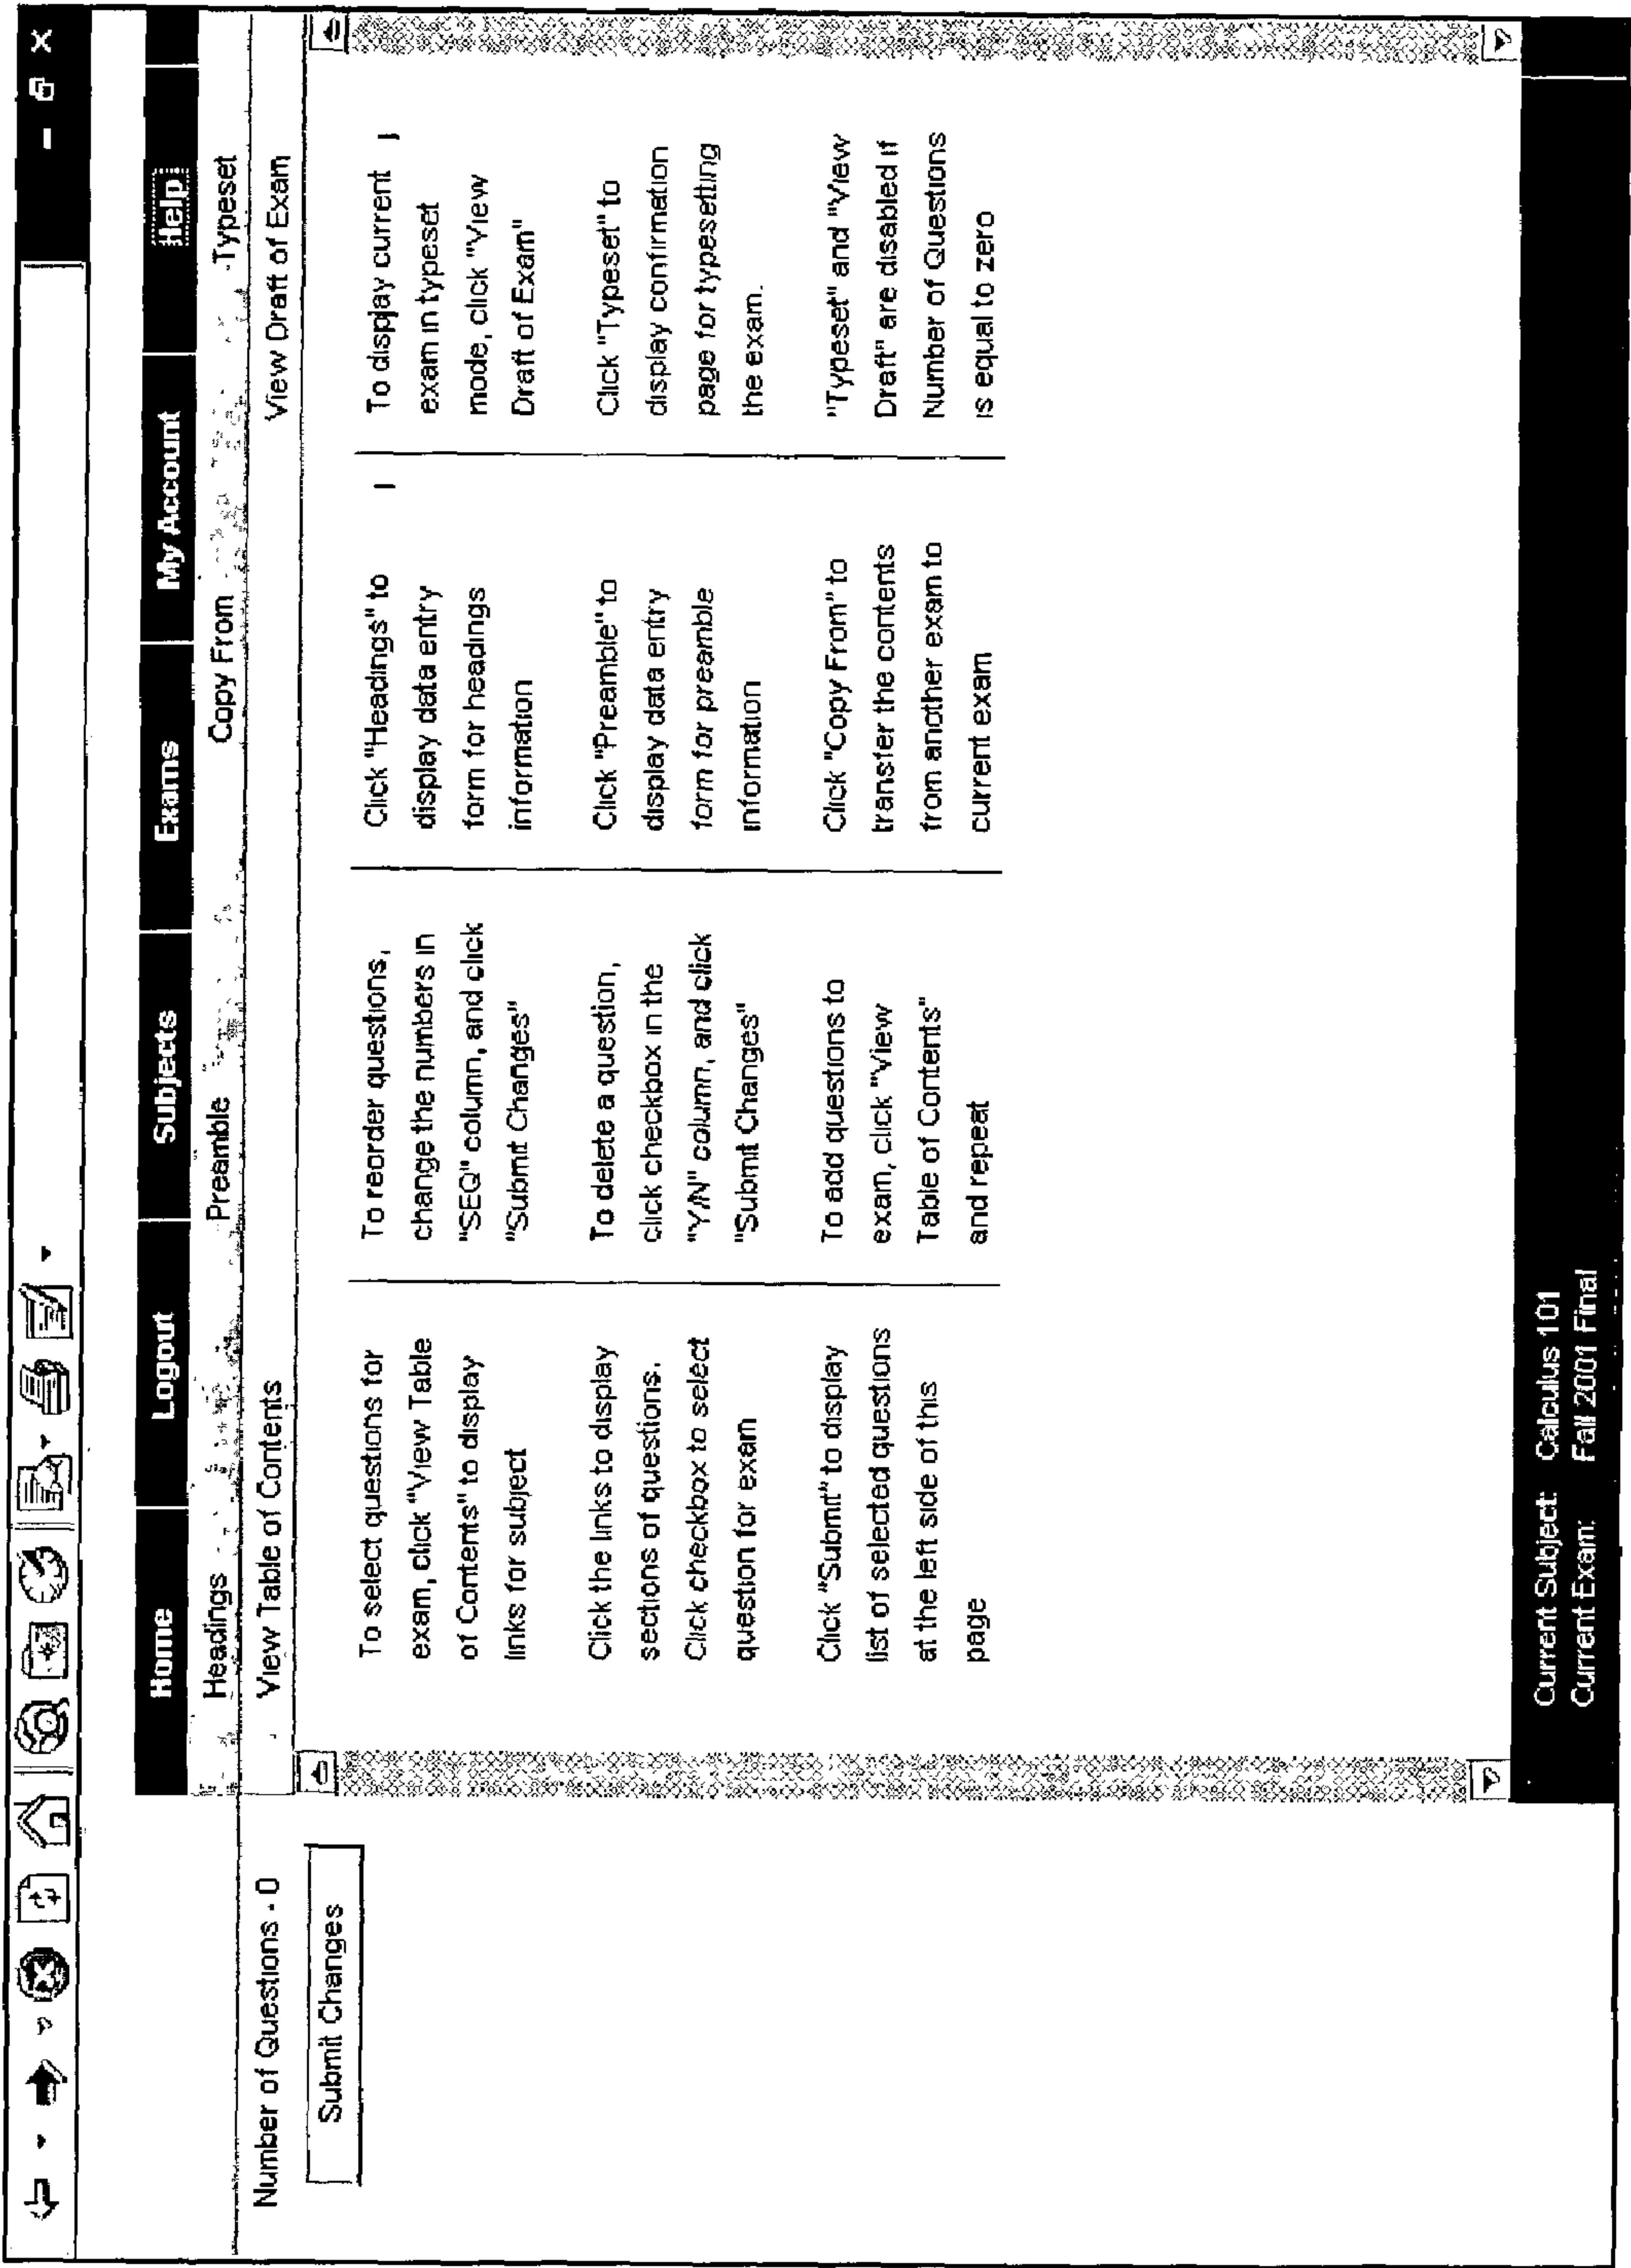 Home Logout Subjects Exams My Account Help
Headings Preamble Copy From Typeset
View Table of Contents View Draft of Exam
Number of Questions - 0
Submit Changes
To select questions for
exam, click "View Table
of Contents" to display
links for subject
Click the links to display
sections of questions.
Click checkbox to select
question for exam
Click "Submit" to display
list of selected questions
at the left side of this
page
To reorder questions,
change the numbers in
"SEQ" column, and click
"Submit Changes"
To delete a question,
click checkbox in the
"Y/N" column, and click
"Submit Changes"
To add questions to
exam, click "View
Table of Contents"
and repeat
Click "Headings" to
display data entry
form for headings
information
Click "Preamble" to
display data entry
form for preamble
information
Click "Copy From" to
transfer the contents
from another exam to
current exam
To display current
exam in typeset
mode, click "View
Draft of Exam"
Click "Typeset" to
display confirmation
page for typesetting
the exam.
"Typeset" and "View
Draft" are disabled if
Number of Questions
is equal to zero
Current Subject: Calculus 101
Current Exam: Fall 2001 Final